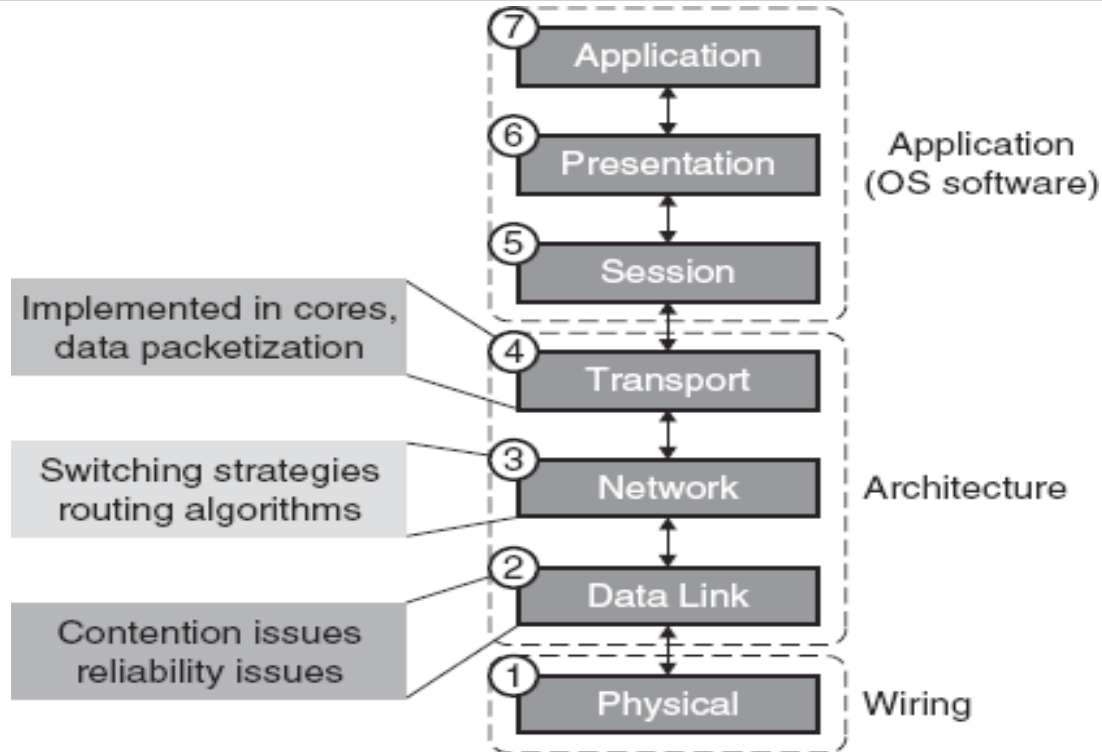 7
Application
6
Presentation
5
Session
Application
(OS software)
Implemented in cores,
data packetization
4
Transport
Switching strategies
routing algorithms
3
Network
Architecture
Contention issues
reliability issues
2
Data Link
1
Physical
Wiring